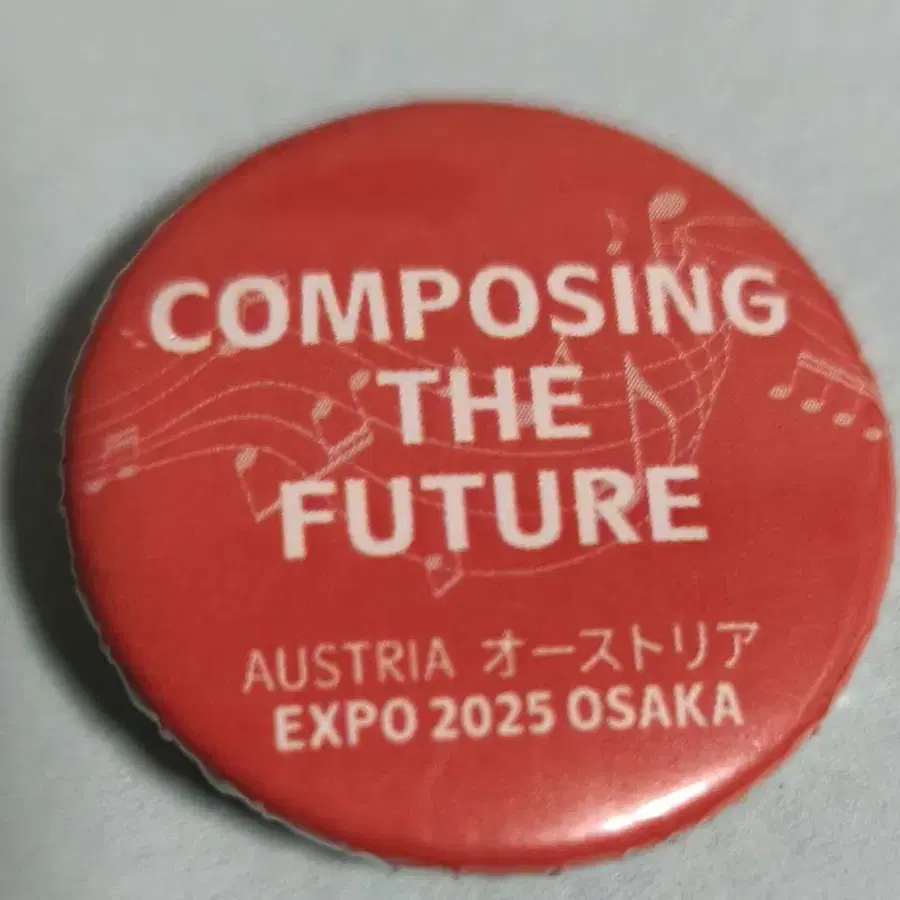 COMPOSING
THE
FUTURE
AUSTRIA オーストリア
EXPO 2025 OSAKA